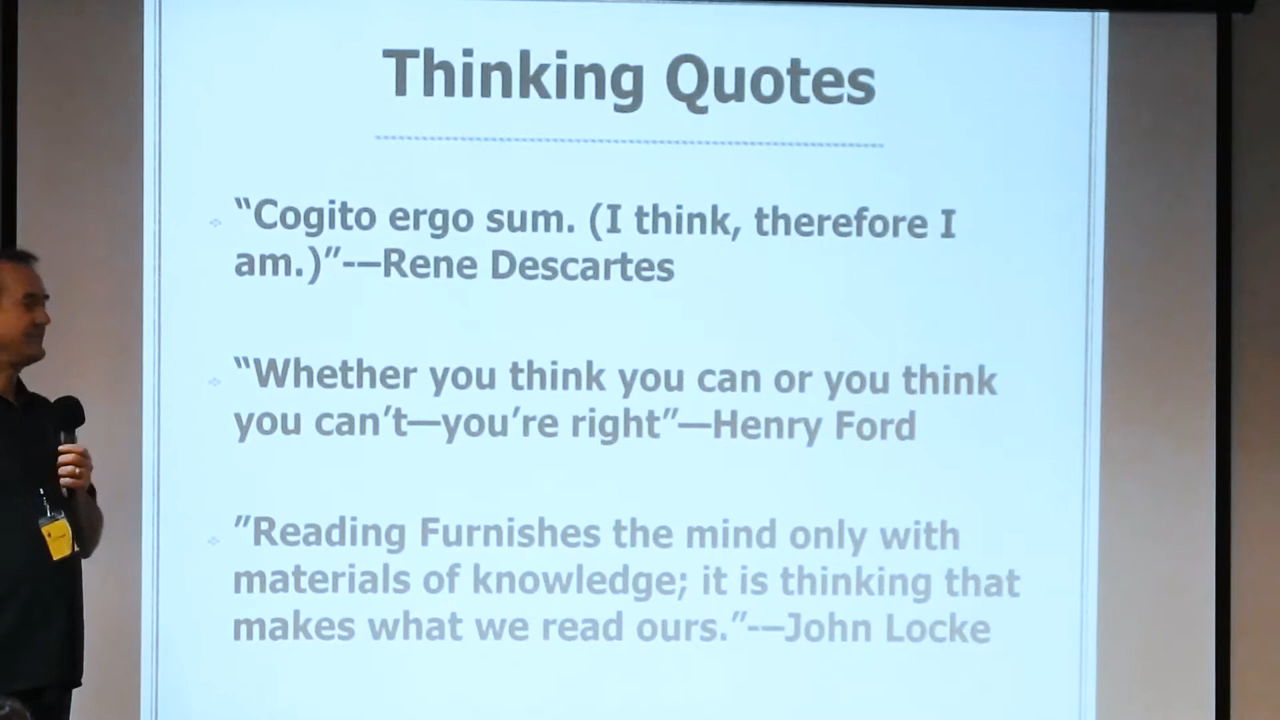 Thinking Quotes
“Cogito ergo sum. (I think, therefore I
am.)”-—Rene Descartes
“Whether you think you can or you think
you can’t—you’re right”—Henry Ford
”Reading Furnishes the mind only with
materials of knowledge; it is thinking that
makes what we read ours.”-—John Locke